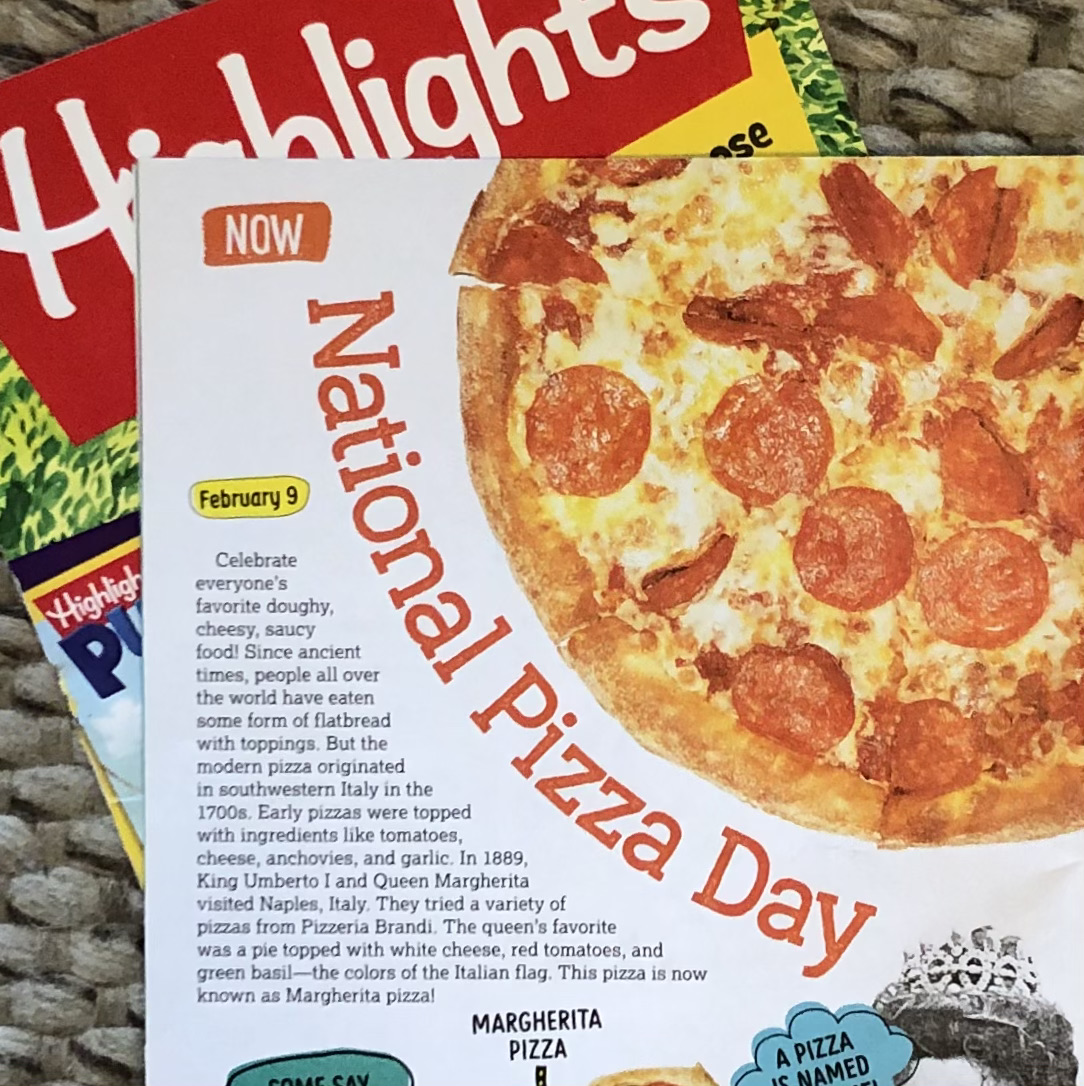 Highlights
ose
NOW
National Pizza Day
February 9
Celebrate
everyone's
favorite doughy,
cheesy, saucy
food! Since ancient
times, people all over
the world have eaten
some form of flatbread
with toppings. But the
modern pizza originated
in southwestern Italy in the
1700s. Early pizzas were topped
with ingredients like tomatoes,
cheese, anchovies, and garlic. In 1889,
King Umberto I and Queen Margherita
visited Naples, Italy. They tried a variety of
pizzas from Pizzeria Brandi. The queen's favorite
was a pie topped with white cheese, red tomatoes, and
green basil—the colors of the Italian flag. This pizza is now
known as Margherita pizza!
Highligh
PU
MARGHERITA
PIZZA
A PIZZA
IS NAMED
SOME SAY